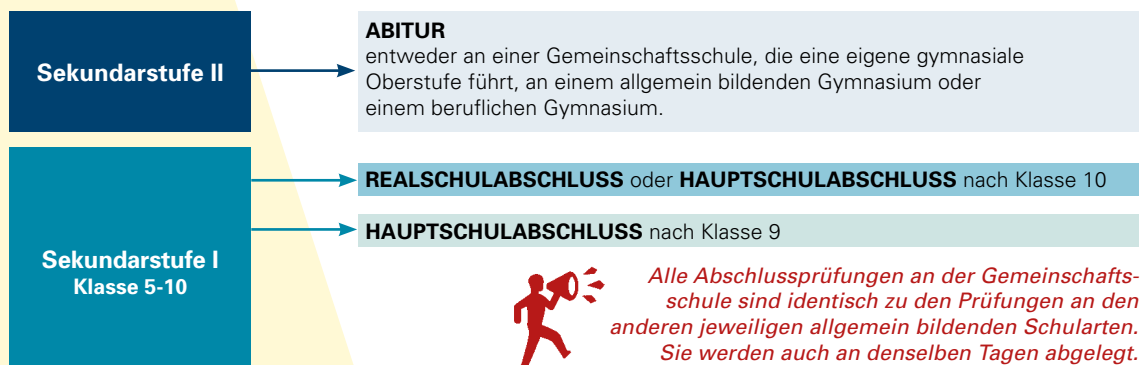 Sekundarstufe II
ABITUR
entweder an einer Gemeinschaftsschule, die eine eigene gymnasiale
Oberstufe führt, an einem allgemein bildenden Gymnasium oder
einem beruflichen Gymnasium.
Sekundarstufe I
Klasse 5-10
REALSCHULABSCHLUSS oder HAUPTSCHULABSCHLUSS nach Klasse 10
HAUPTSCHULABSCHLUSS nach Klasse 9
Alle Abschlussprüfungen an der Gemeinschafts-
schule sind identisch zu den Prüfungen an den
anderen jeweiligen allgemein bildenden Schularten.
Sie werden auch an denselben Tagen abgelegt.